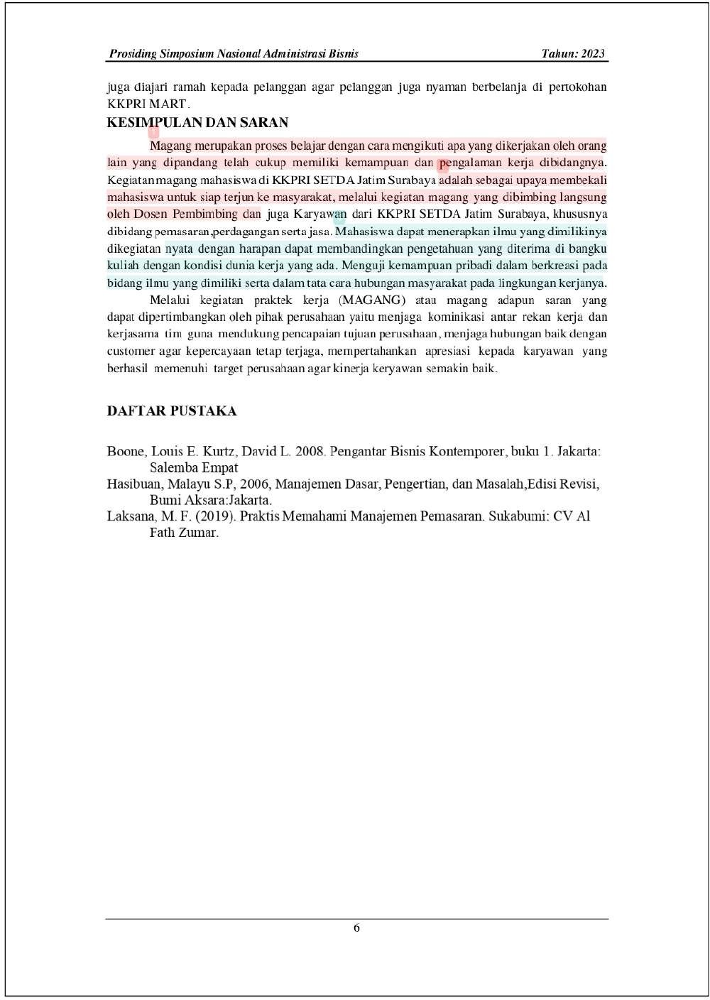 Prosiding Simposium Nasional Administrasi Bisnis Tahun: 2023
juga diajari ramah kepada pelanggan agar pelanggan juga nyaman berbelanja di pertokohan
KKPRI MART.
KESIMPULAN DAN SARAN
1
Magang merupakan proses belajar dengan cara mengikuti apa yang dikerjakan oleh orang
lain yang dipandang telah cukup memiliki kemampuan dan pengalaman kerja dibidangnya.
Kegiatan magang mahasiswa di KKPRI SETDA Jatim Surabaya adalah sebagai upaya membekali
mahasiswa untuk siap terjun ke masyarakat, melalui kegiatan magang yang dibimbing langsung
oleh Dosen Pembimbing dan juga Karyawan dari KKPRI SETDA Jatim Surabaya, khususnya
dibidang pemasaran,perdagangan serta jasa. Mahasiswa dapat menerapkan ilmu yang dimilikinya
dikegiatan nyata dengan harapan dapat membandingkan pengetahuan yang diterima di bangku
kuliah dengan kondisi dunia kerja yang ada. Menguji kemampuan pribadi dalam berkreasi pada
bidang ilmu yang dimiliki serta dalam tata cara hubungan masyarakat pada lingkungan kerjanya.
Melalui kegiatan praktek kerja (MAGANG) atau magang adapun saran yang
dapat dipertimbangkan oleh pihak perusahaan yaitu menjaga kominikasi antar rekan kerja dan
kerjasama tim guna mendukung pencapaian tujuan perusahaan, menjaga hubungan baik dengan
customer agar kepercayaan tetap terjaga, mempertahankan apresiasi kepada karyawan yang
berhasil memenuhi target perusahaan agar kinerja keryawan semakin baik.
DAFTAR PUSTAKA
Boone, Louis E. Kurtz, David L. 2008. Pengantar Bisnis Kontemporer, buku 1. Jakarta:
Salemba Empat
Hasibuan, Malayu S.P, 2006, Manajemen Dasar, Pengertian, dan Masalah,Edisi Revisi,
Bumi Aksara:Jakarta.
Laksana, M. F. (2019). Praktis Memahami Manajemen Pemasaran. Sukabumi: CV Al
Fath Zumar.
6